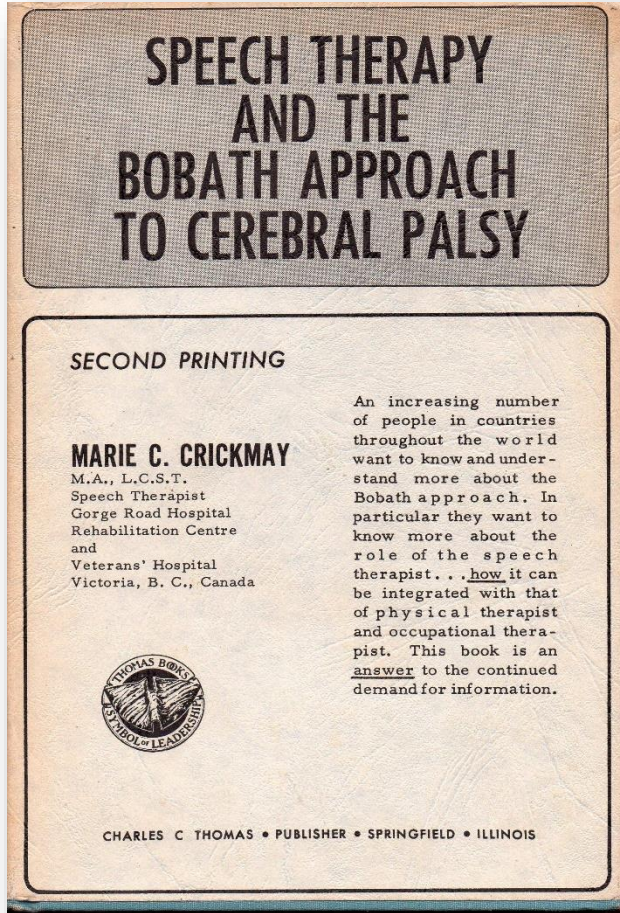 SPEECH THERAPY
AND THE
BOBATH APPROACH
TO CEREBRAL PALSY
SECOND PRINTING
MARIE C. CRICKMAY
M.A., L.C.S.T.
Speech Therapist
Gorge Road Hospital
Rehabilitation Centre
and
Veterans' Hospital
Victoria, B. C., Canada
An increasing number
of people in countries
throughout the world
want to know and under-
stand more about the
Bobath approach. In
particular they want to
know more about the
role of the speech
therapist...how it can
be integrated with that
of physical therapist
and occupational thera-
pist. This book is an
answer to the continued
demand for information.
THOMAS BOOKS
SYMBOL OF LEADERSHIP
CHARLES C THOMAS • PUBLISHER • SPRINGFIELD • ILLINOIS